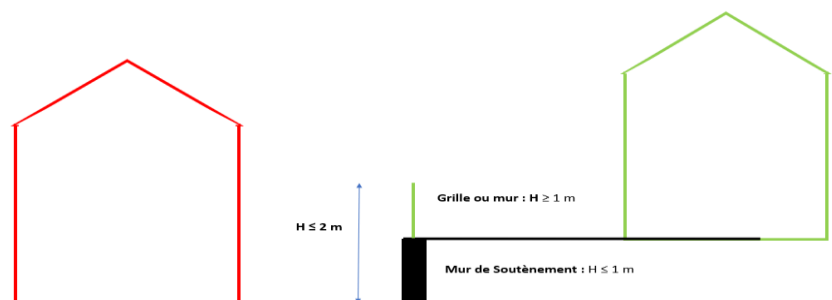 Grille ou mur : H ≥ 1 m
H ≤ 2 m
Mur de Soutènement : H ≤ 1 m